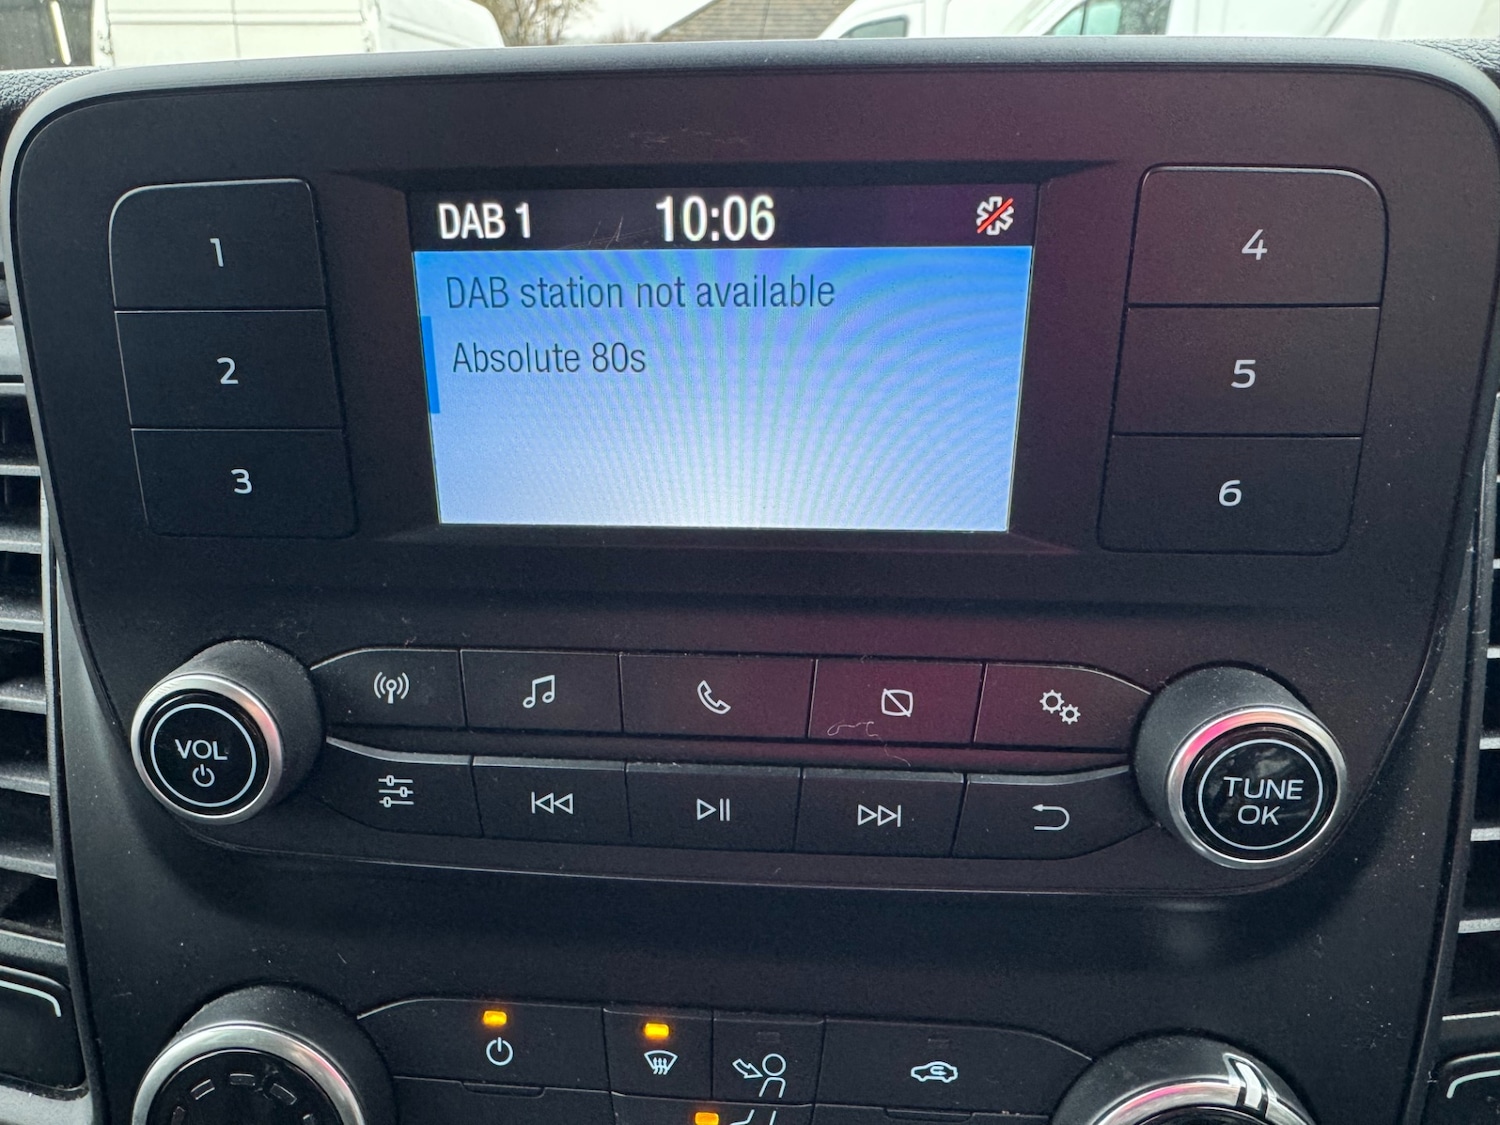 DAB 1 10:06
DAB station not available
Absolute 80s
1
2
3
4
5
6
VOL
TUNE
OK